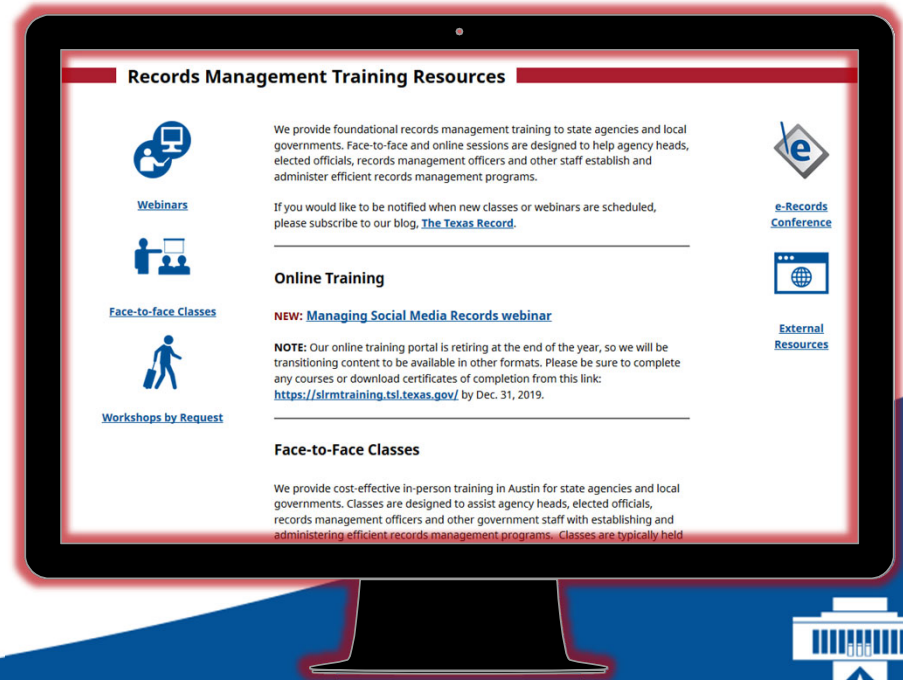 Records Management Training Resources
Webinars
Face-to-face Classes
Workshops by Request
We provide foundational records management training to state agencies and local
governments. Face-to-face and online sessions are designed to help agency heads,
elected officials, records management officers and other staff establish and
administer efficient records management programs.
If you would like to be notified when new classes or webinars are scheduled,
please subscribe to our blog, The Texas Record.
Online Training
NEW: Managing Social Media Records webinar
NOTE: Our online training portal is retiring at the end of the year, so we will be
transitioning content to be available in other formats. Please be sure to complete
any courses or download certificates of completion from this link:
https://slrmtraining.tsl.texas.gov/ by Dec. 31, 2019.
Face-to-Face Classes
We provide cost-effective in-person training in Austin for state agencies and local
governments. Classes are designed to assist agency heads, elected officials,
records management officers and other government staff with establishing and
administering efficient records management programs. Classes are typically held
e
e-Records
Conference
External
Resources